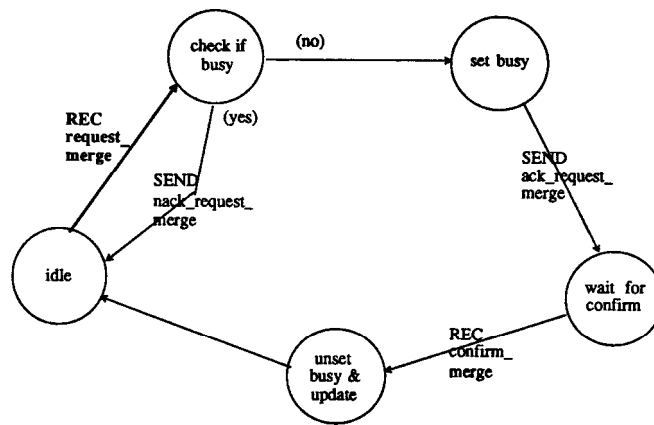 check if
busy
(no)
set busy
REC
request_
merge
(yes)
SEND
nack_request_
merge
SEND
ack_request_
merge
idle
wait for
confirm
REC
confirm_
merge
unset
busy &
update